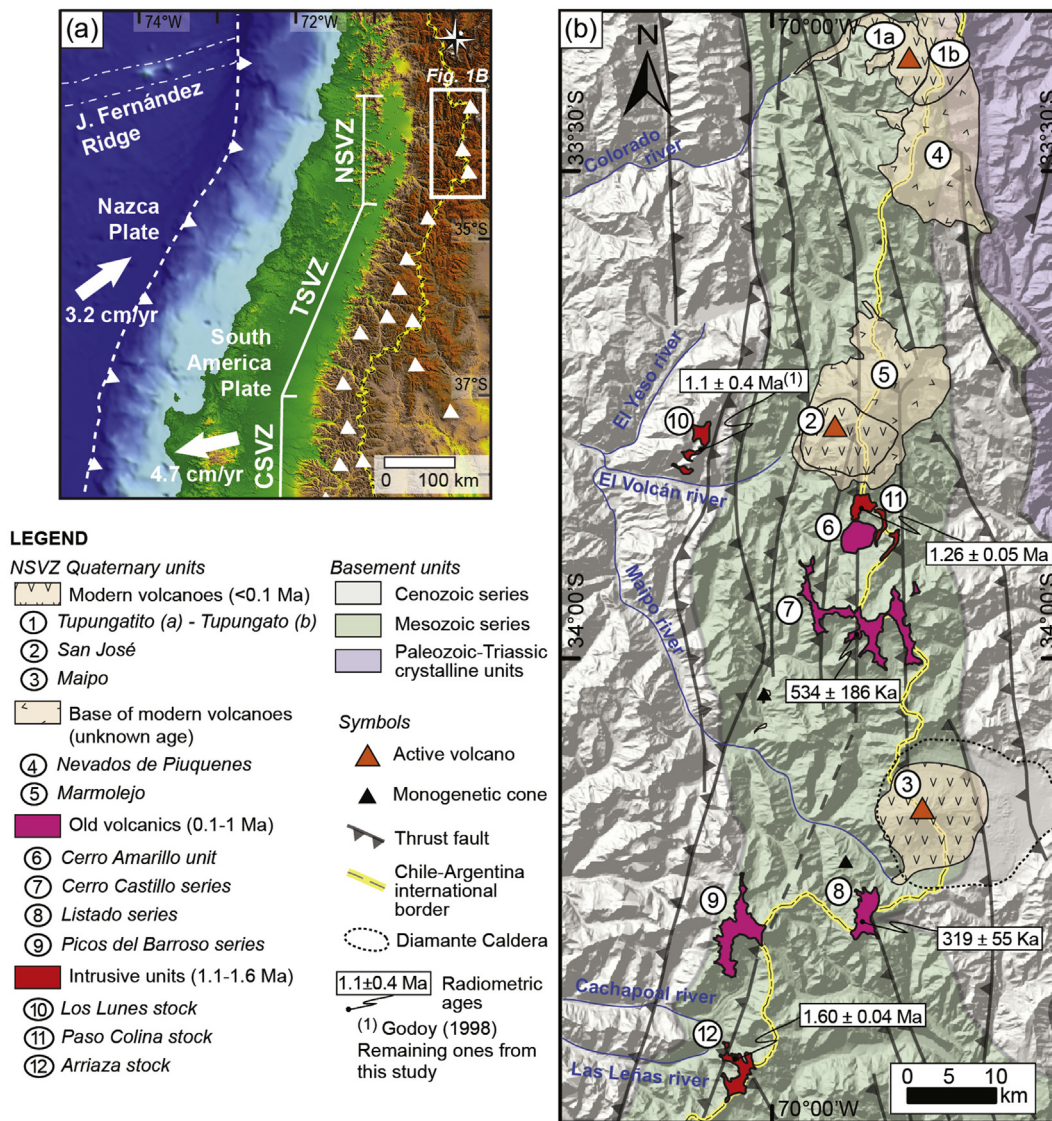 (a)
74°W
72°W
Fig. 1B
J. Fernández
Ridge
NSVZ
Nazca
Plate
35°S
3.2 cm/yr
TSVZ
South
America
Plate
37°S
4.7 cm/yr
CSVZ
0 100 km
LEGEND
NSVZ Quaternary units
Modern volcanoes (<0.1 Ma)
1 Tupungatito (a) - Tupungato (b)
2 San José
3 Maipo
Base of modern volcanoes
(unknown age)
4 Nevados de Piuquenes
5 Marmolejo
Old volcanics (0.1-1 Ma)
6 Cerro Amarillo unit
7 Cerro Castillo series
8 Listado series
9 Picos del Barroso series
Intrusive units (1.1-1.6 Ma)
10 Los Lunes stock
11 Paso Colina stock
12 Arriaza stock
Basement units
Cenozoic series
Mesozoic series
Paleozoic-Triassic
crystalline units
Symbols
Active volcano
Monogenetic cone
Thrust fault
Chile-Argentina
international
border
Diamante Caldera
1.1±0.4 Ma
Radiometric
ages
(1) Godoy (1998)
Remaining ones from
this study
(b)
70°00'W
N
1a
1b
33°30'S
33°30'S
Colorado river
4
El Yeso river
1.1 ± 0.4 Ma(1)
5
10
2
El Volcán river
11
6
1.26 ± 0.05 Ma
Maipo river
34°00'S
34°00'S
7
534 ± 186 Ka
3
8
9
319 ± 55 Ka
Cachapoal river
1.60 ± 0.04 Ma
12
Las Leñas river
0 5 10
km
70°00'W